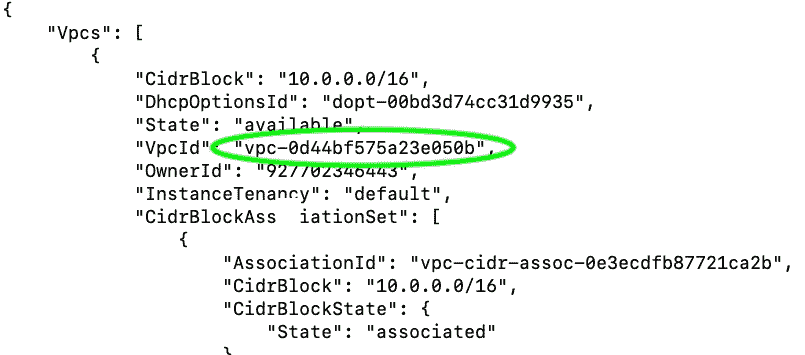 {
    "Vpcs": [
        {
            "CidrBlock": "10.0.0.0/16",
            "DhcpOptionsId": "dopt-00bd3d74cc31d9935",
            "State": "available",
            "VpcId": "vpc-0d44bf575a23e050b",
            "OwnerId": "927702346443",
            "InstanceTenancy": "default",
            "CidrBlockAss  iationSet": [
                {
                    "AssociationId": "vpc-cidr-assoc-0e3ecdfb87721ca2b",
                    "CidrBlock": "10.0.0.0/16",
                    "CidrBlockState": {
                        "State": "associated"
                    }